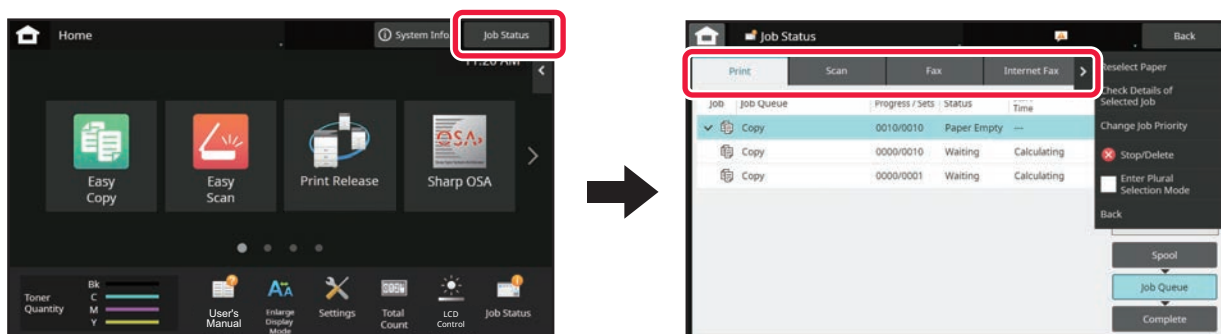 Home
System Info
Job Status
11:20 AM
Easy
Copy
Easy
Scan
Print Release
OSA
Sharp OSA
Toner
Quantity
Bk
C
M
Y
User's
Manual
Enlarge
Display
Mode
Settings
Total
Count
LCD
Control
Job Status
Job Status
Back
Print
Scan
Fax
Internet Fax
Job
Job Queue
Progress / Sets
Status
Time
Copy
0010/0010
Paper Empty
---
Copy
0000/0010
Waiting
Calculating
Copy
0000/0001
Waiting
Calculating
Reselect Paper
Check Details of
Selected Job
Change Job Priority
Stop/Delete
Enter Plural
Selection Mode
Back
Spool
Job Queue
Complete